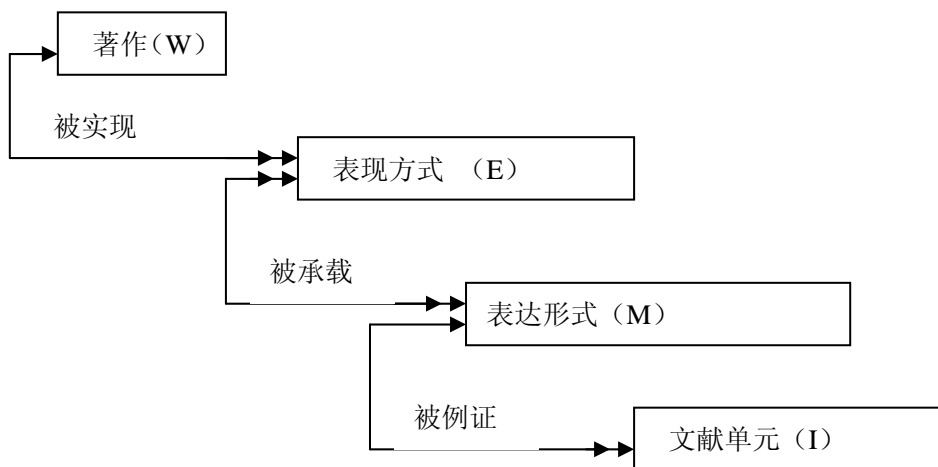 著作（W）
被实现
表现方式 （E）
被承载
表达形式（M）
被例证
文献单元（I）